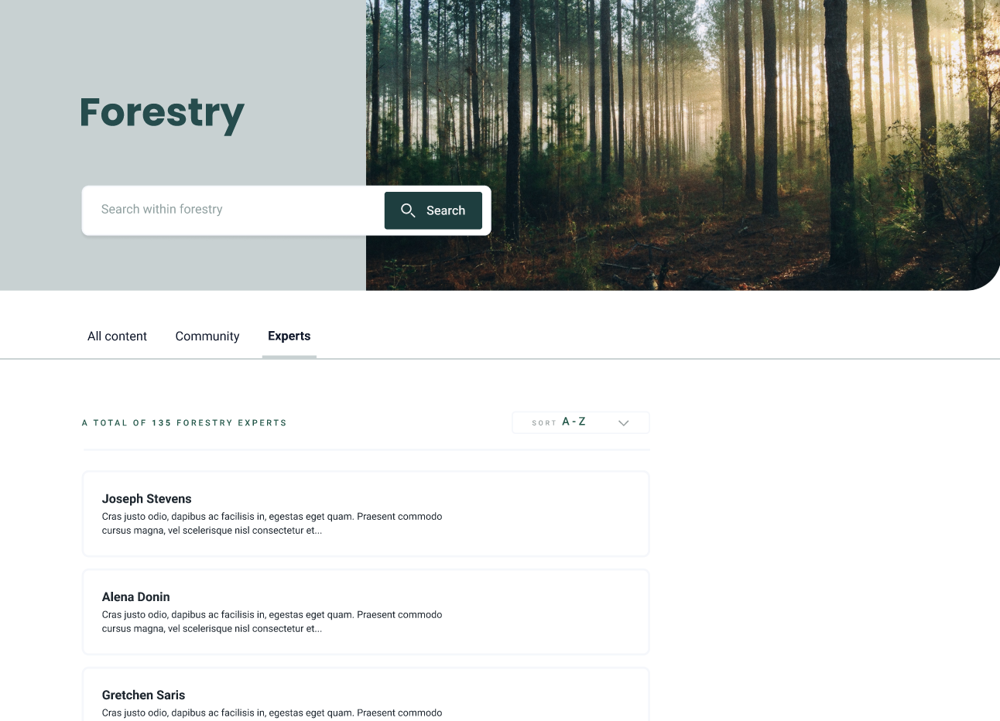 Forestry
Search within forestry
Search
All content
Community
Experts
A TOTAL OF 135 FORESTRY EXPERTS
SORT A-Z
Joseph Stevens
Cras justo odio, dapibus ac facilisis in, egestas eget quam. Praesent commodo
cursus magna, vel scelerisque nisl consectetur et...
Alena Donin
Cras justo odio, dapibus ac facilisis in, egestas eget quam. Praesent commodo
cursus magna, vel scelerisque nisl consectetur et...
Gretchen Saris
Cras justo odio, dapibus ac facilisis in, egestas eget quam. Praesent commodo